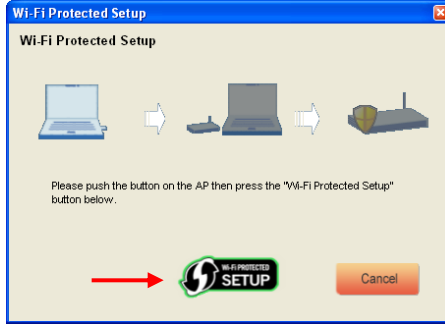 Wi-Fi Protected Setup
Wi-Fi Protected Setup
Please push the button on the AP then press the "Wi-Fi Protected Setup"
button below.
Wi-Fi PROTECTED
SETUP
Cancel